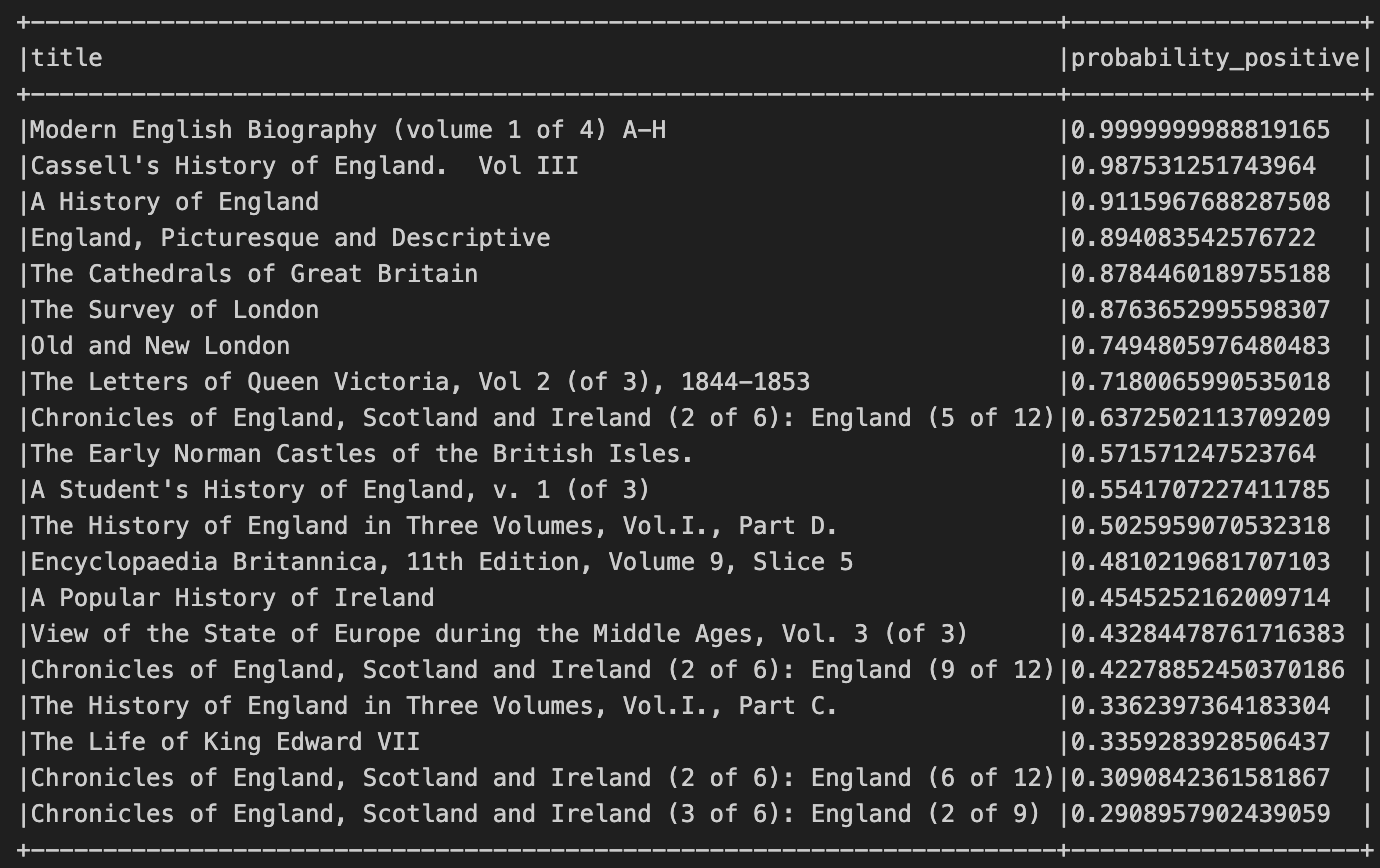 +-----------------------------------------------------------------------+--------------------+
|title                                                                  |probability_positive|
+-----------------------------------------------------------------------+--------------------+
|Modern English Biography (volume 1 of 4) A-H                           |0.9999999988819165  |
|Cassell's History of England.  Vol III                                 |0.987531251743964   |
|A History of England                                                   |0.9115967688287508  |
|England, Picturesque and Descriptive                                   |0.894083542576722   |
|The Cathedrals of Great Britain                                        |0.8784460189755188  |
|The Survey of London                                                   |0.8763652995598307  |
|Old and New London                                                     |0.7494805976480483  |
|The Letters of Queen Victoria, Vol 2 (of 3), 1844-1853                 |0.7180065990535018  |
|Chronicles of England, Scotland and Ireland (2 of 6): England (5 of 12)|0.6372502113709209  |
|The Early Norman Castles of the British Isles.                         |0.571571247523764   |
|A Student's History of England, v. 1 (of 3)                            |0.5541707227411785  |
|The History of England in Three Volumes, Vol.I., Part D.               |0.5025959070532318  |
|Encyclopaedia Britannica, 11th Edition, Volume 9, Slice 5              |0.4810219681707103  |
|A Popular History of Ireland                                           |0.4545252162009714  |
|View of the State of Europe during the Middle Ages, Vol. 3 (of 3)      |0.43284478761716383 |
|Chronicles of England, Scotland and Ireland (2 of 6): England (9 of 12)|0.42278852450370186 |
|The History of England in Three Volumes, Vol.I., Part C.               |0.3362397364183304  |
|The Life of King Edward VII                                            |0.3359283928506437  |
|Chronicles of England, Scotland and Ireland (2 of 6): England (6 of 12)|0.3090842361581867  |
|Chronicles of England, Scotland and Ireland (3 of 6): England (2 of 9) |0.2908957902439059  |
+-----------------------------------------------------------------------+--------------------+